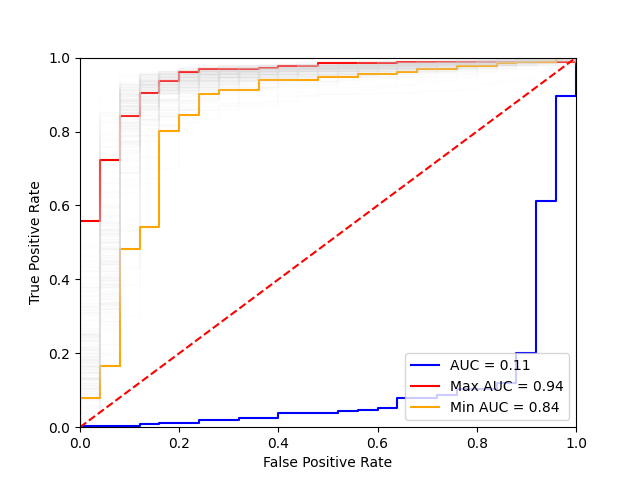 1.0
0.8
0.6
0.4
0.2
0.0
True Positive Rate
AUC = 0.11
Max AUC = 0.94
Min AUC = 0.84
0.0 0.2 0.4 0.6 0.8 1.0
False Positive Rate